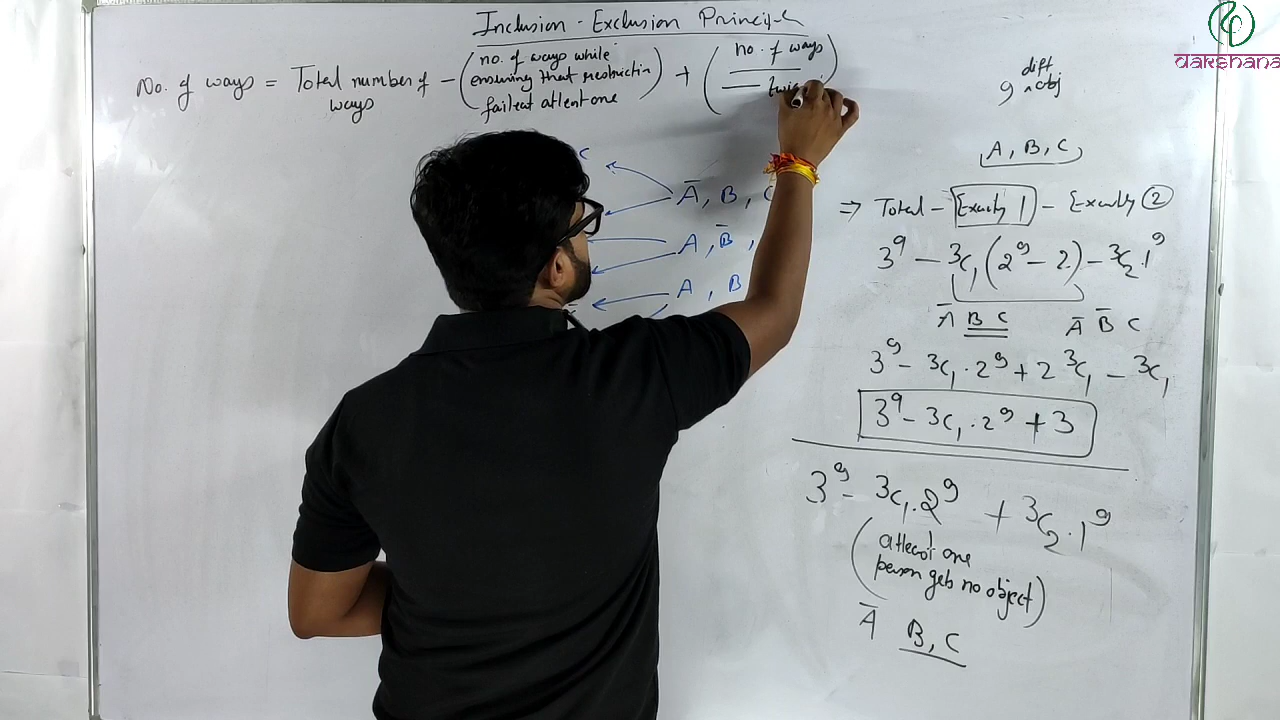 Inclusion - Exclusion Principle
No. of ways = Total number of ways - (no. of ways while ensuring that restriction fails at atleast one) + (no. of ways
9 diff obj
dakshana
A, B, C
⇒ Total - Exactly 1 - Exactly 2
3⁹ - ³C₁(2⁹ - 2) - ³C₂·1⁹
Ā B C Ā B̄ C
3⁹ - ³C₁·2⁹ + 2 ³C₁ - ³C₁
3⁹ - 3C₁·2⁹ + 3
3⁹ - ³C₁·2⁹ + ³C₂·1⁹
(atleast one
person gets no object)
Ā B, C
C
Ā, B, C
A, B̄,
A, B